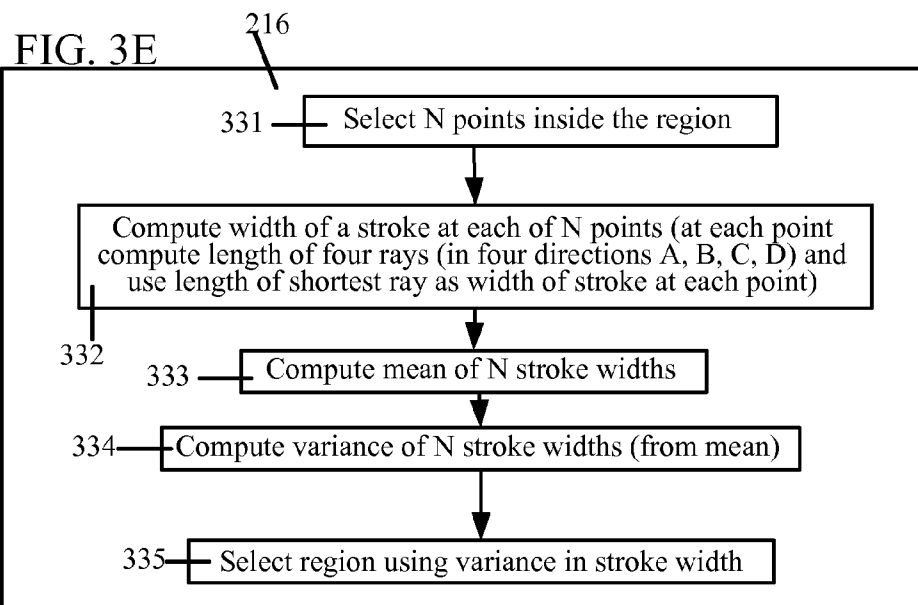 FIG. 3E
216
331
Select N points inside the region
Compute width of a stroke at each of N points (at each point
compute length of four rays (in four directions A, B, C, D) and
use length of shortest ray as width of stroke at each point)
332
333
Compute mean of N stroke widths
334
Compute variance of N stroke widths (from mean)
335
Select region using variance in stroke width